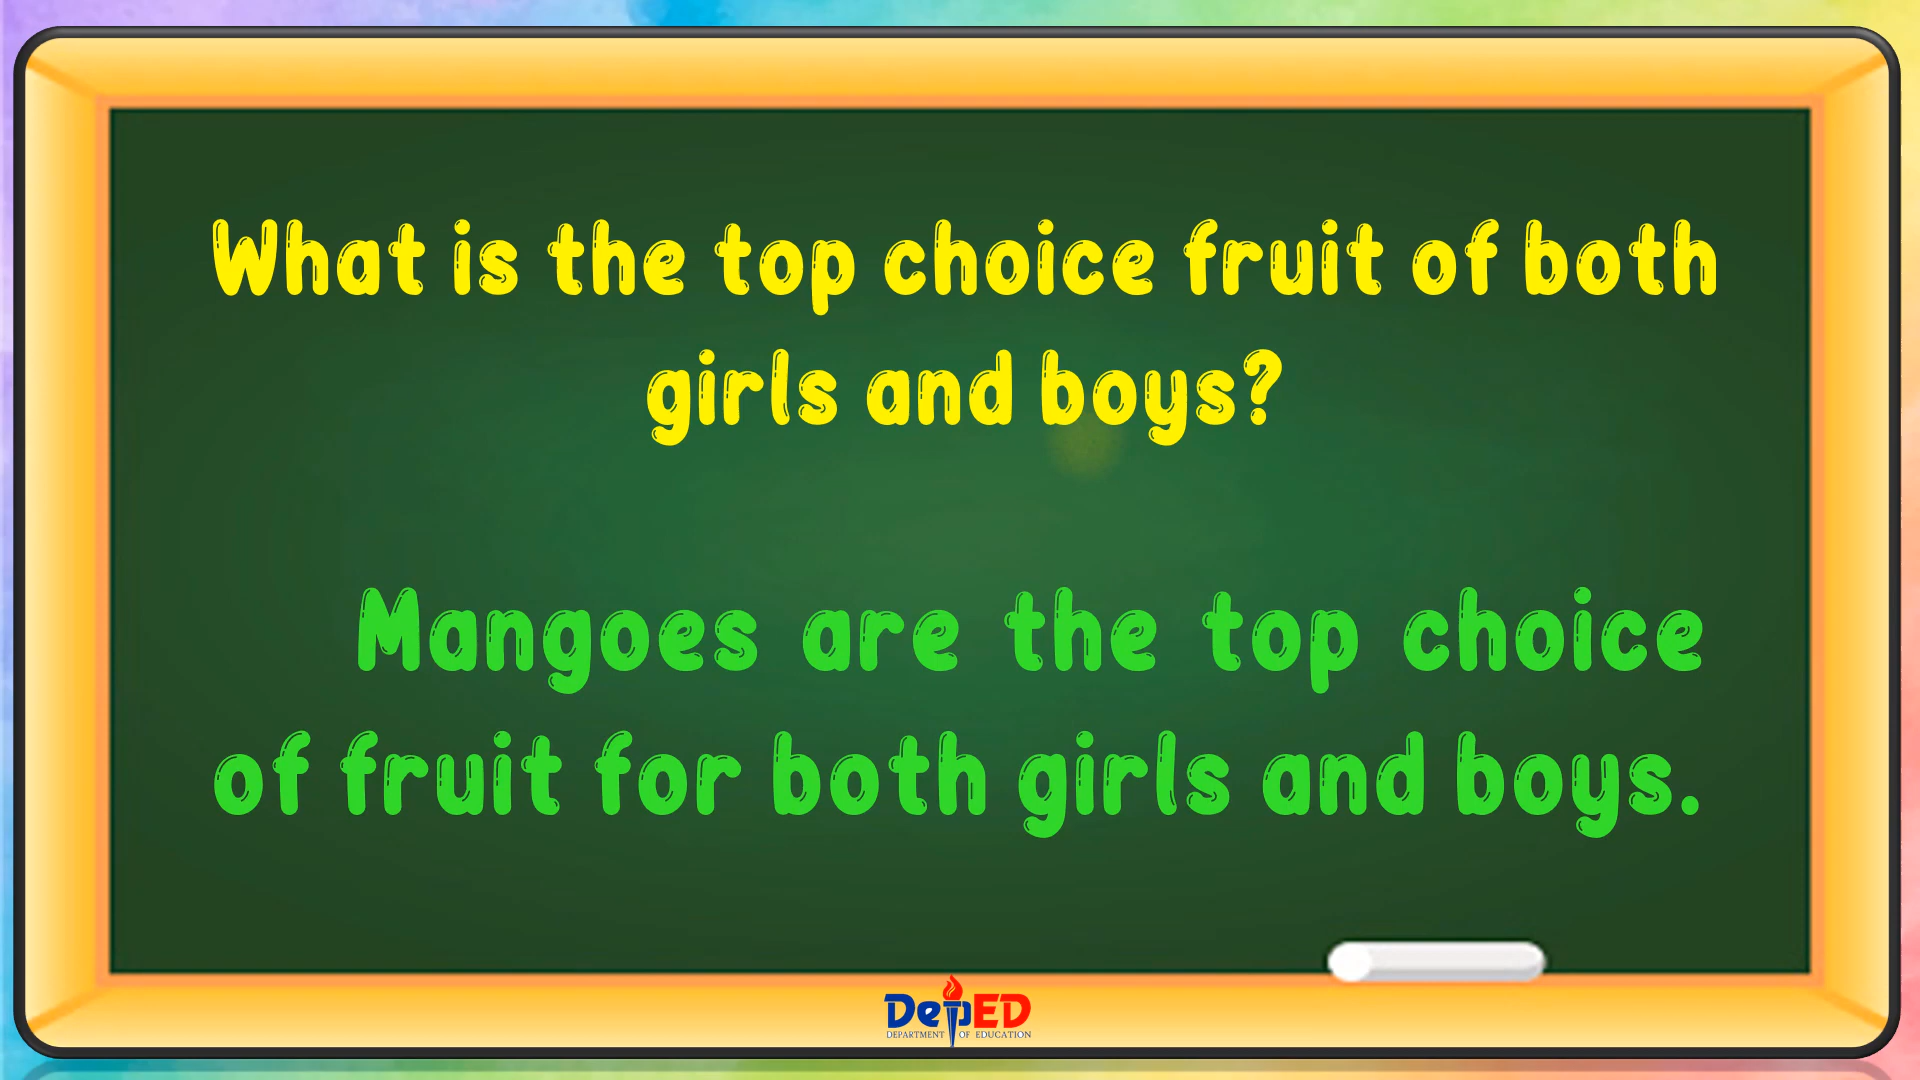 What is the top choice fruit of both
girls and boys?
Mangoes are the top choice
of fruit for both girls and boys.
DepED
DEPARTMENT OF EDUCATION